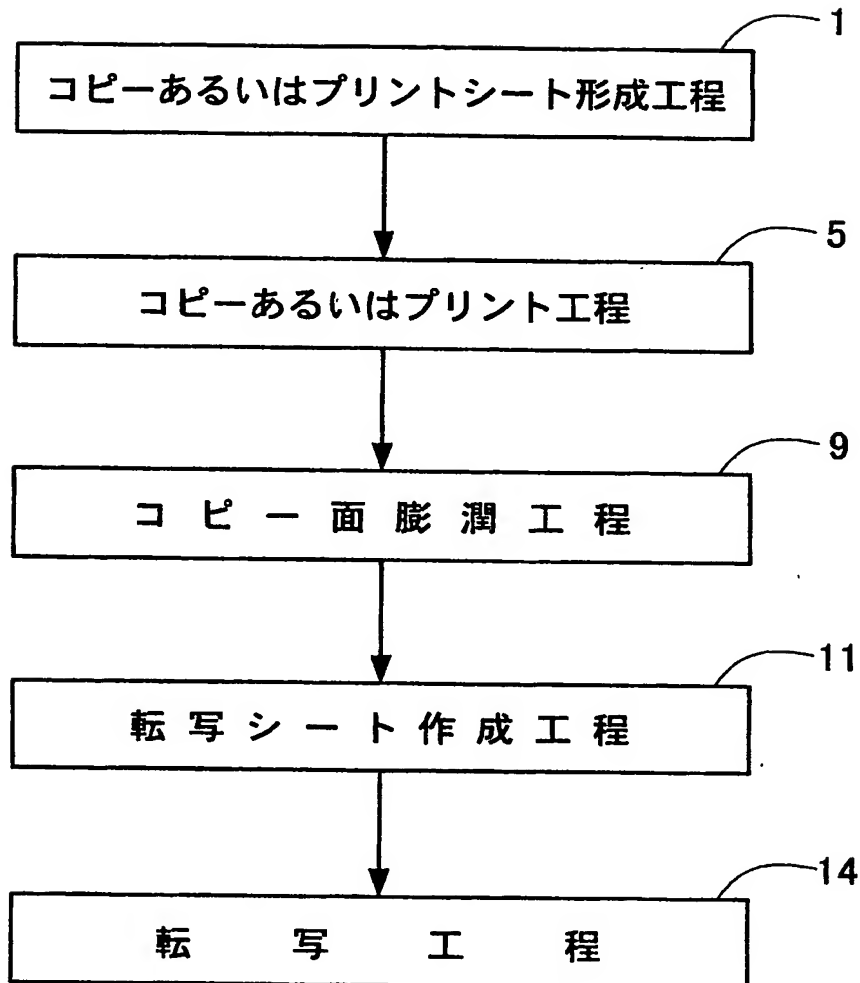 1
コピーあるいはプリントシート形成工程
5
コピーあるいはプリント工程
9
コピー面膨潤工程
11
転写シート作成工程
14
転写工程